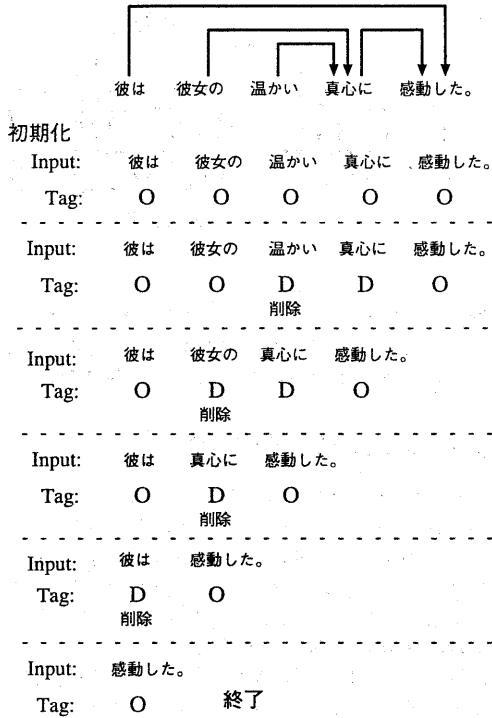 彼は 彼女の 温かい 真心に 感動した。
初期化
Input: 彼は 彼女の 温かい 真心に 感動した。
Tag: O O O O O
Input: 彼は 彼女の 温かい 真心に 感動した。
Tag: O O D D O
削除
Input: 彼は 彼女の 真心に 感動した。
Tag: O D D O
削除
Input: 彼は 真心に 感動した。
Tag: O D O
削除
Input: 彼は 感動した。
Tag: D O
削除
Input: 感動した。
Tag: O 終了